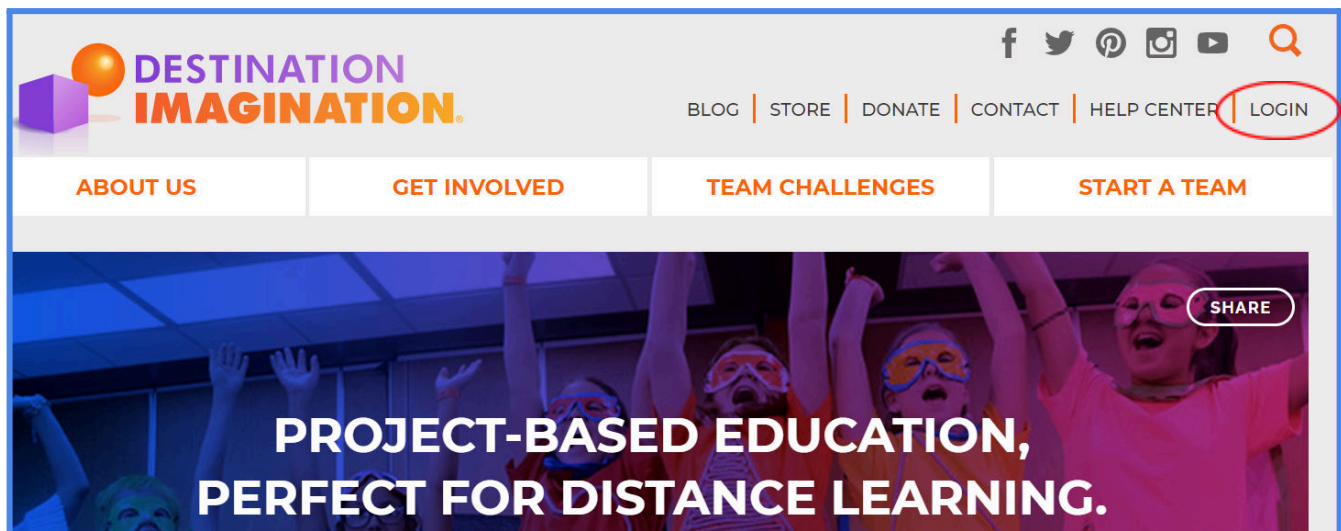 DESTINATION
IMAGINATION.
BLOG | STORE | DONATE | CONTACT | HELP CENTER | LOGIN
ABOUT US GET INVOLVED TEAM CHALLENGES START A TEAM
SHARE
PROJECT-BASED EDUCATION,
PERFECT FOR DISTANCE LEARNING.